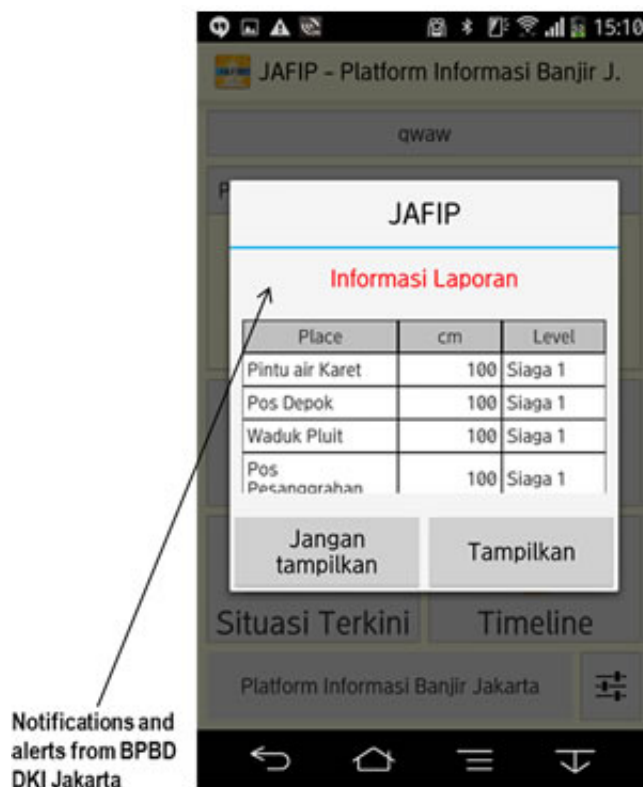 15:10
JAFIP - Platform Informasi Banjir J.
qwaw
P
JAFIP
Informasi Laporan
Place cm Level
Pintu air Karet 100 Siaga 1
Pos Depok 100 Siaga 1
Waduk Pluit 100 Siaga 1
Pos
Pesanggrahan 100 Siaga 1
Jangan
tampilkan
Tampilkan
Situasi Terkini Timeline
Platform Informasi Banjir Jakarta
Notifications and
alerts from BPBD
DKI Jakarta